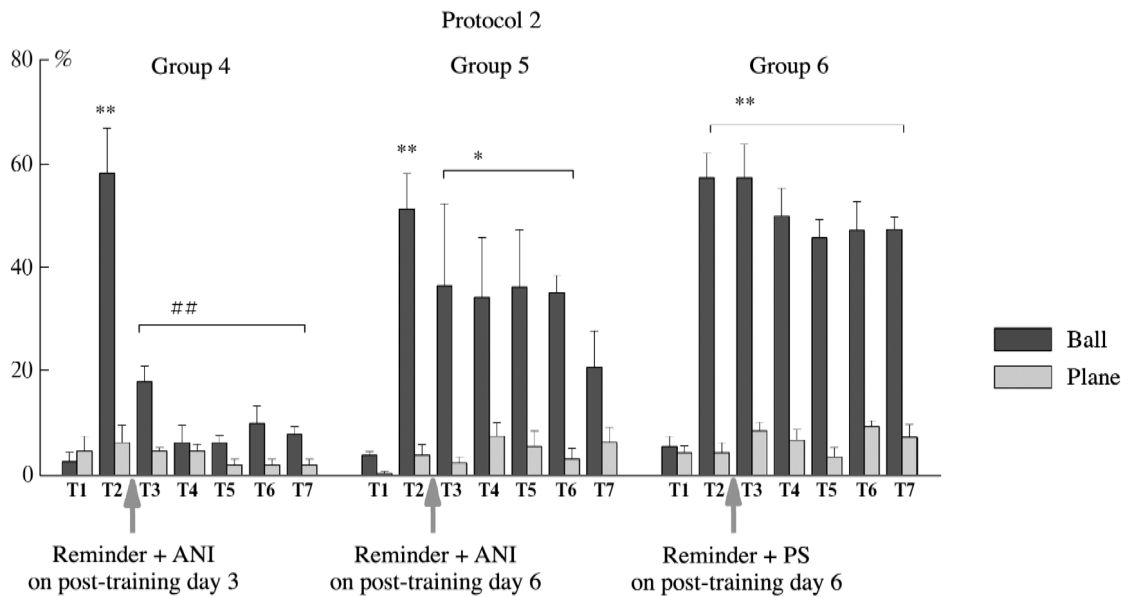 Protocol 2
80 %
Group 4
Group 5
Group 6
**
**
*
**
60
40
##
20
0
Ball
Plane
T1 T2 T3 T4 T5 T6 T7
T1 T2 T3 T4 T5 T6 T7
T1 T2 T3 T4 T5 T6 T7
Reminder + ANI
on post-training day 3
Reminder + ANI
on post-training day 6
Reminder + PS
on post-training day 6